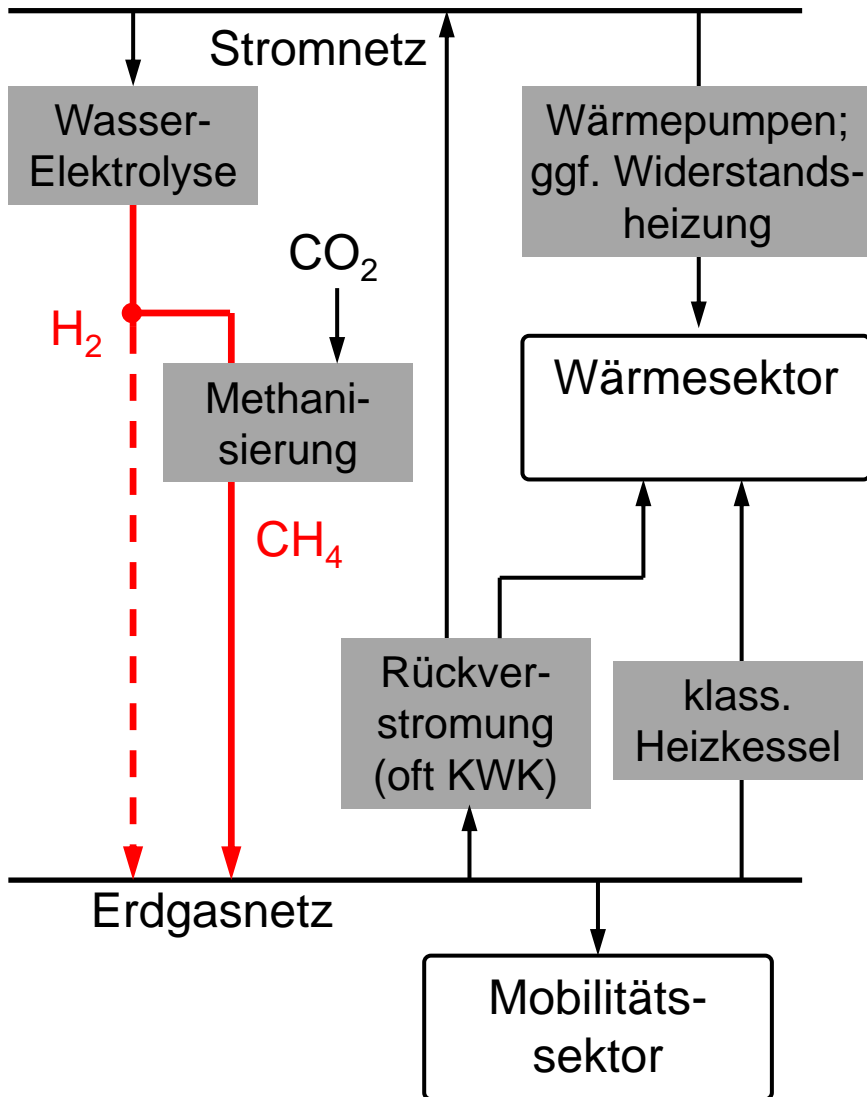 Stromnetz
Wasser-
Elektrolyse
Wärmepumpen;
ggf. Widerstands-
heizung
CO₂
H₂
Methani-
sierung
Wärmesektor
CH₄
Rückver-
stromung
(oft KWK)
klass.
Heizkessel
Erdgasnetz
Mobilitäts-
sektor